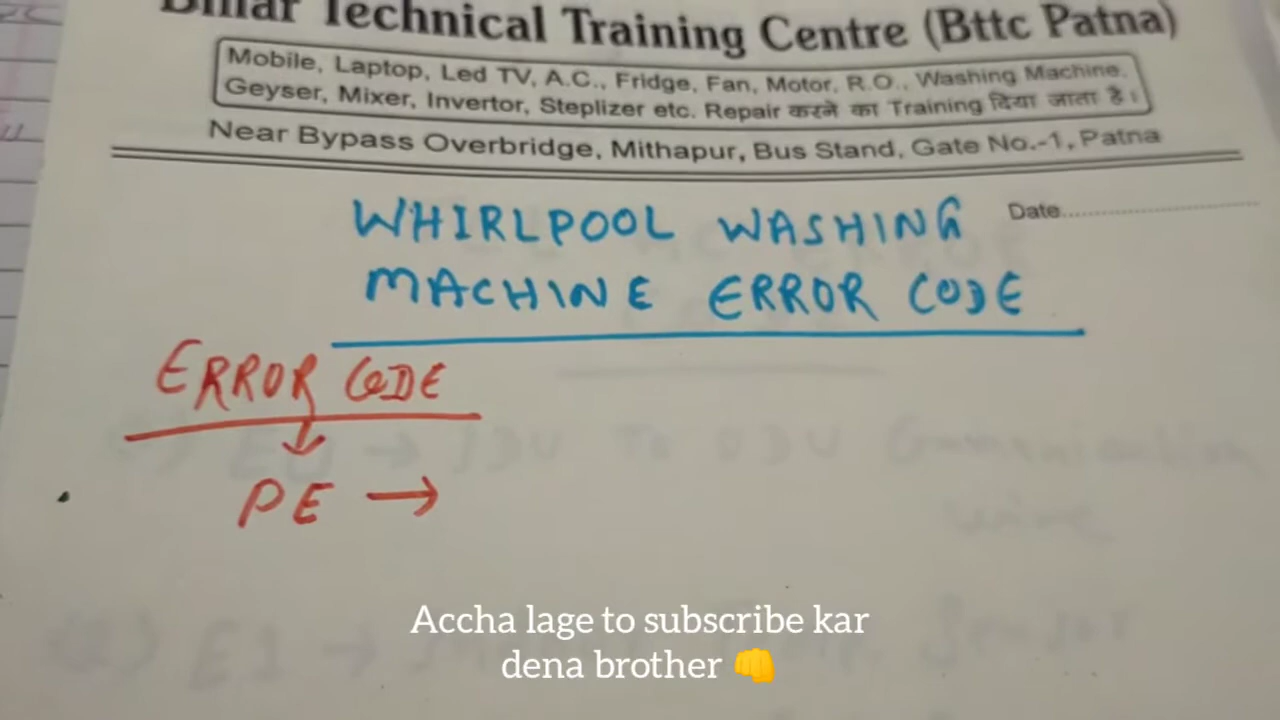 Bihar Technical Training Centre (Bttc Patna)
Mobile, Laptop, Led TV, A.C., Fridge, Fan, Motor, R.O., Washing Machine,
Geyser, Mixer, Invertor, Steplizer etc. Repair करने का Training दिया जाता है।
Near Bypass Overbridge, Mithapur, Bus Stand, Gate No.-1, Patna
Date
WHIRLPOOL WASHING
MACHINE ERROR CODE
ERROR CODE
PE →
Accha lage to subscribe kar
dena brother 👊